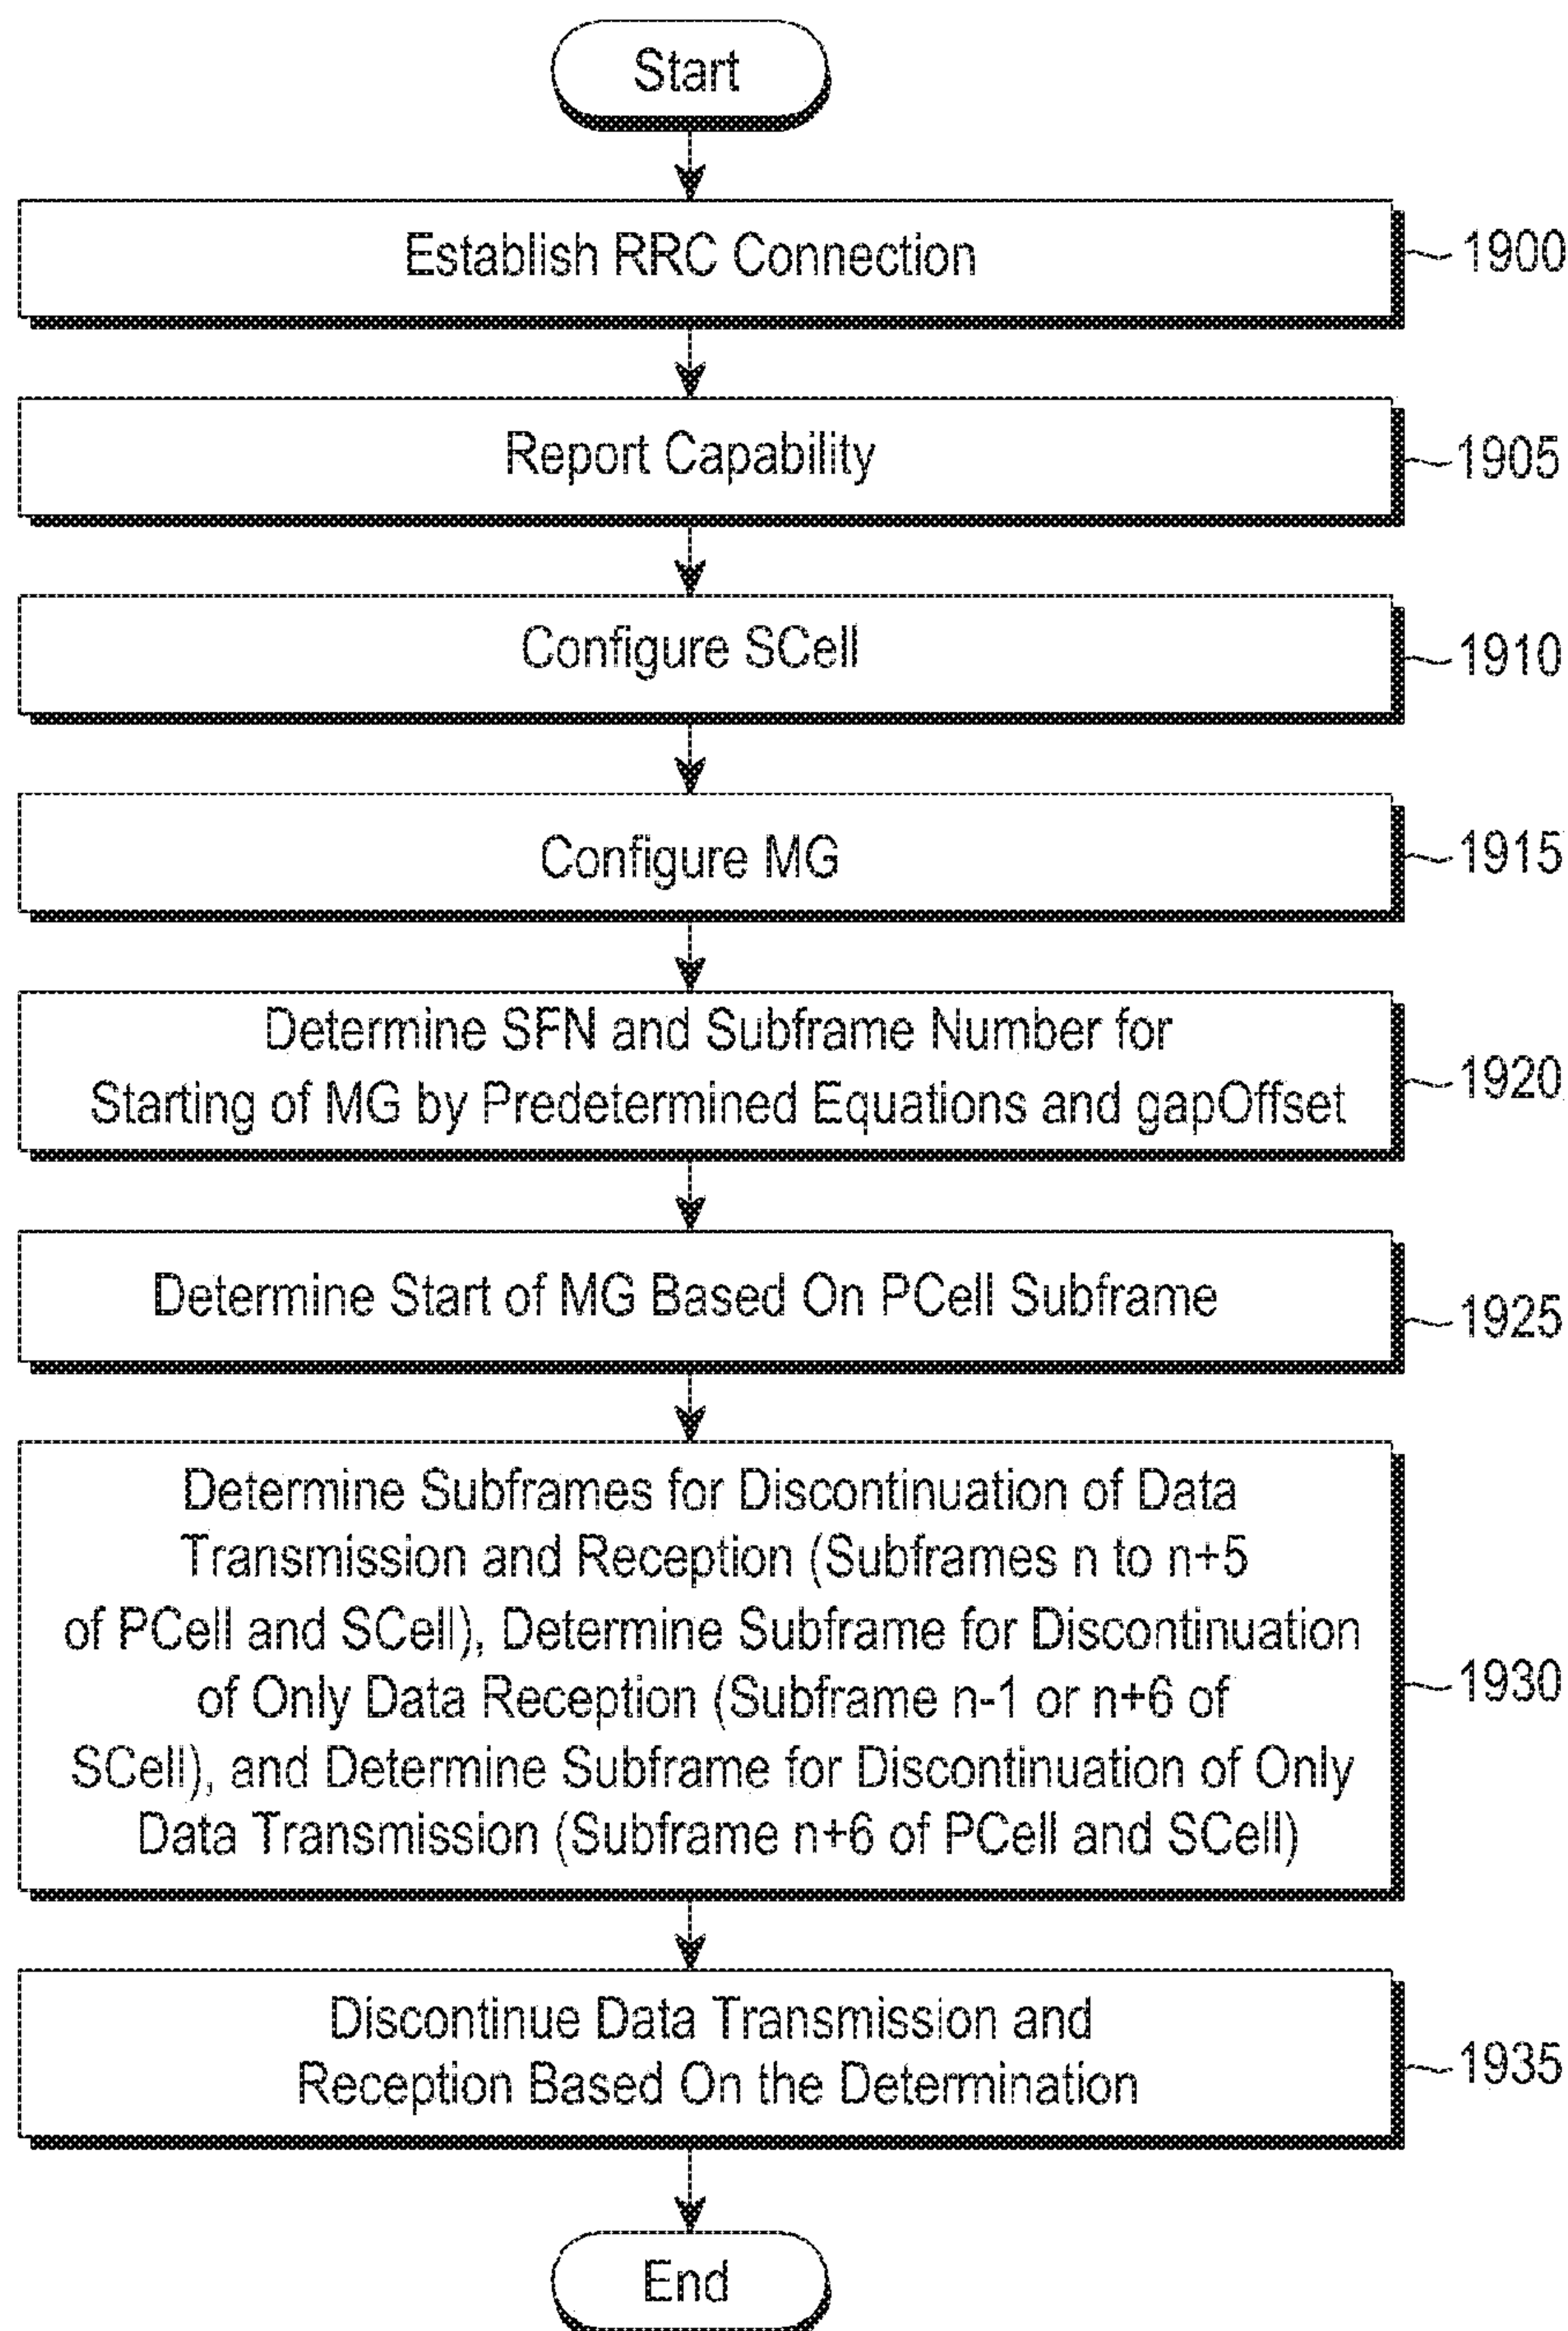 Start
Establish RRC Connection
1900
Report Capability
1905
Configure SCell
1910
Configure MG
1915
Determine SFN and Subframe Number for
Starting of MG by Predetermined Equations and gapOffset
1920
Determine Start of MG Based On PCell Subframe
1925
Determine Subframes for Discontinuation of Data
Transmission and Reception (Subframes n to n+5
of PCell and SCell), Determine Subframe for Discontinuation
of Only Data Reception (Subframe n-1 or n+6 of
SCell), and Determine Subframe for Discontinuation of Only
Data Transmission (Subframe n+6 of PCell and SCell)
1930
Discontinue Data Transmission and
Reception Based On the Determination
1935
End